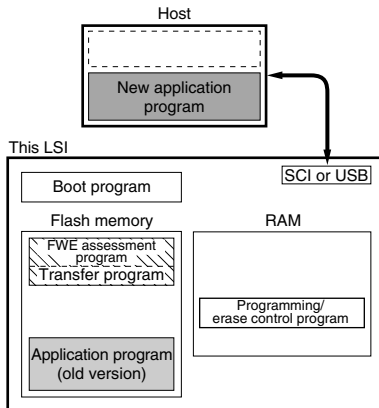 Host
New application
program
This LSI
SCI or USB
Boot program
Flash memory
RAM
FWE assessment
program
Transfer program
Programming/
erase control program
Application program
(old version)